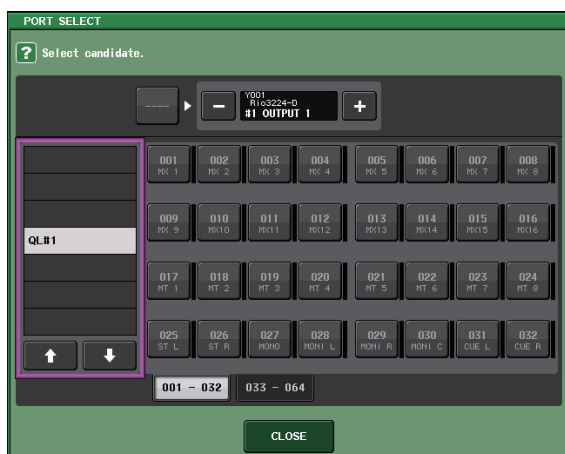 PORT SELECT
? Select candidate.
----
Y001
Rio3224-D
#1 OUTPUT 1
− +
001 002 003 004 005 006 007 008
MX 1 MX 2 MX 3 MX 4 MX 5 MX 6 MX 7 MX 8
009 010 011 012 013 014 015 016
MX 9 MX10 MX11 MX12 MX13 MX14 MX15 MX16
QL#1
017 018 019 020 021 022 023 024
MT 1 MT 2 MT 3 MT 4 MT 5 MT 6 MT 7 MT 8
025 026 027 028 029 030 031 032
ST L ST R MONO MONI L MONI R MONI C CUE L CUE R
001 – 032 033 – 064
CLOSE